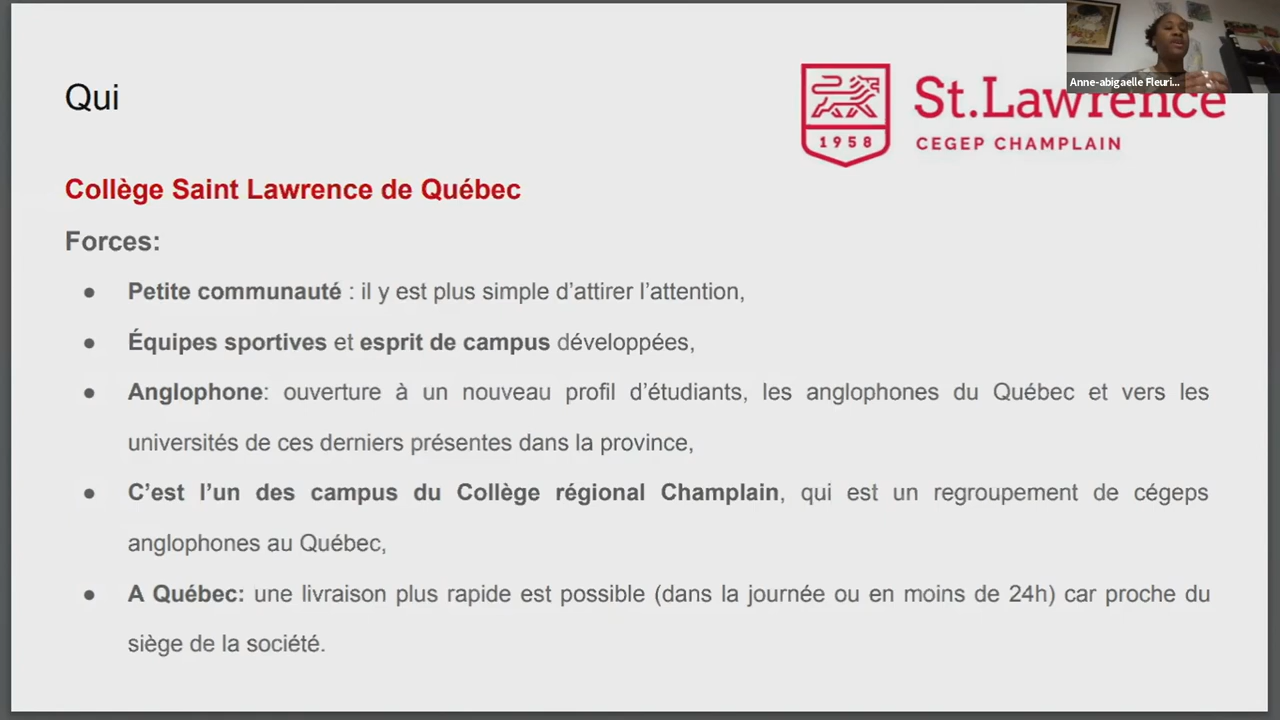 Qui
1958
St.Lawrence
CEGEP CHAMPLAIN
Anne-abigaelle Fleuri...
Collège Saint Lawrence de Québec
Forces:
● Petite communauté : il y est plus simple d’attirer l’attention,
● Équipes sportives et esprit de campus développées,
● Anglophone: ouverture à un nouveau profil d’étudiants, les anglophones du Québec et vers les
universités de ces derniers présentes dans la province,
● C’est l’un des campus du Collège régional Champlain, qui est un regroupement de cégeps
anglophones au Québec,
● A Québec: une livraison plus rapide est possible (dans la journée ou en moins de 24h) car proche du
siège de la société.